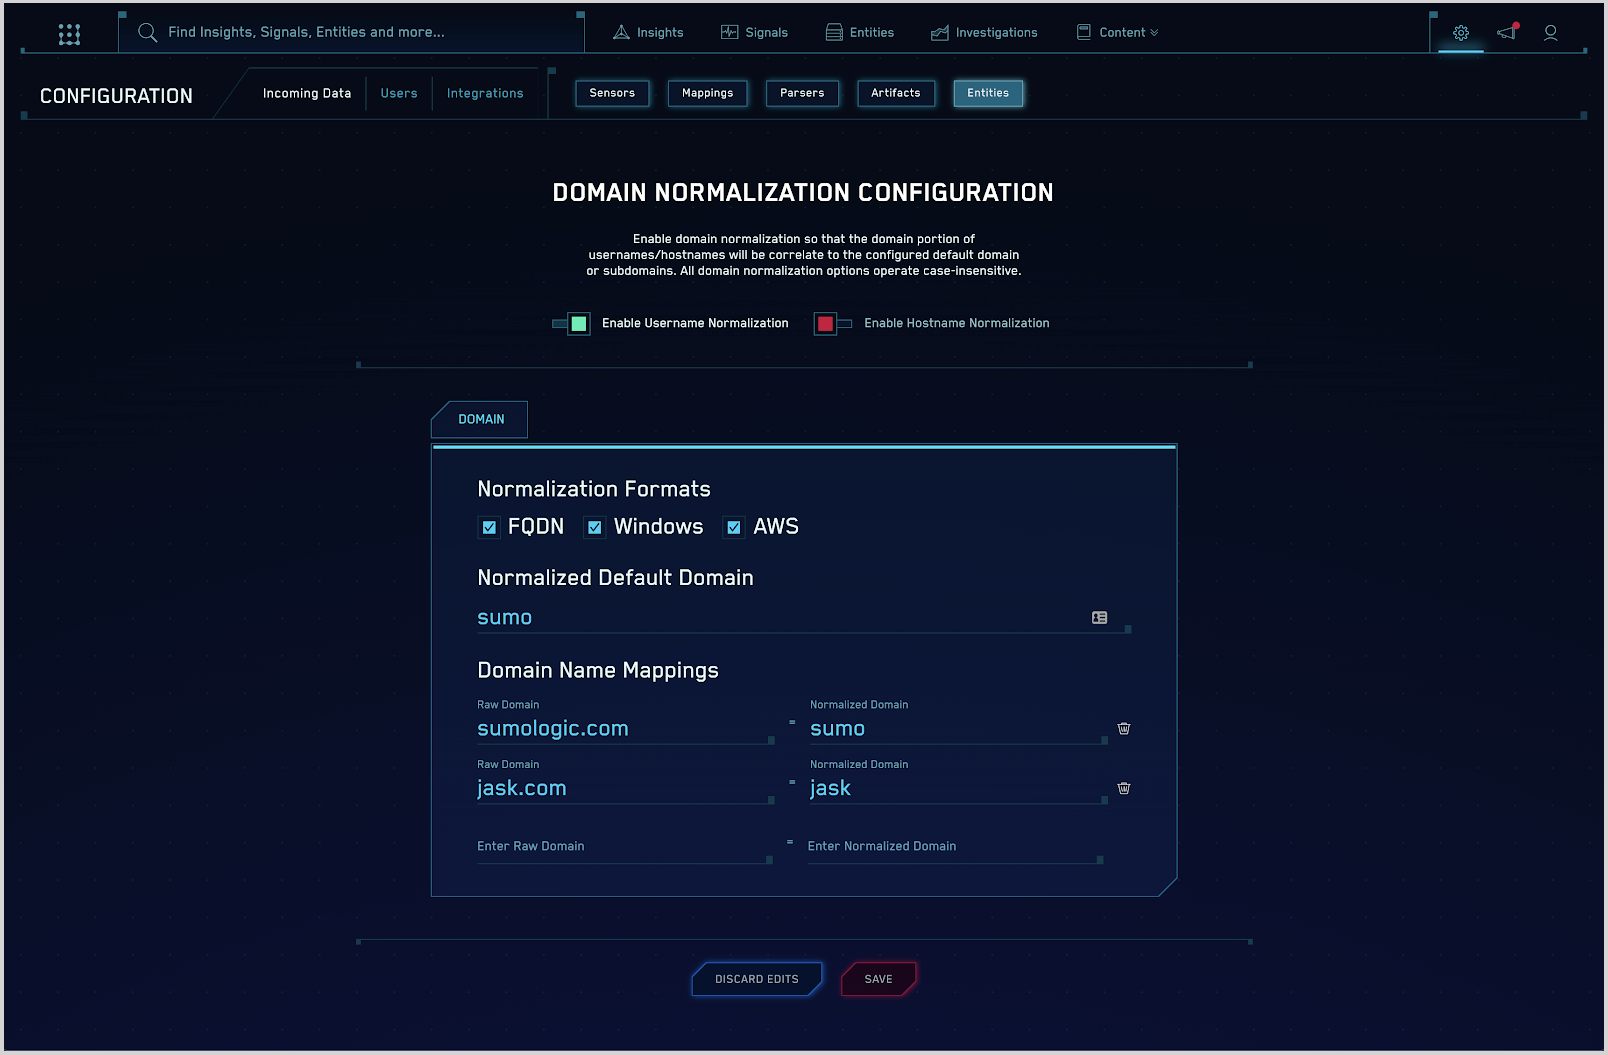 Find Insights, Signals, Entities and more...
Insights
Signals
Entities
Investigations
Content
CONFIGURATION
Incoming Data
Users
Integrations
Sensors
Mappings
Parsers
Artifacts
Entities
DOMAIN NORMALIZATION CONFIGURATION
Enable domain normalization so that the domain portion of
usernames/hostnames will be correlate to the configured default domain
or subdomains. All domain normalization options operate case-insensitive.
Enable Username Normalization
Enable Hostname Normalization
DOMAIN
Normalization Formats
FQDN
Windows
AWS
Normalized Default Domain
sumo
Domain Name Mappings
Raw Domain
Normalized Domain
sumologic.com
=
sumo
Raw Domain
Normalized Domain
jask.com
=
jask
Enter Raw Domain
=
Enter Normalized Domain
DISCARD EDITS
SAVE